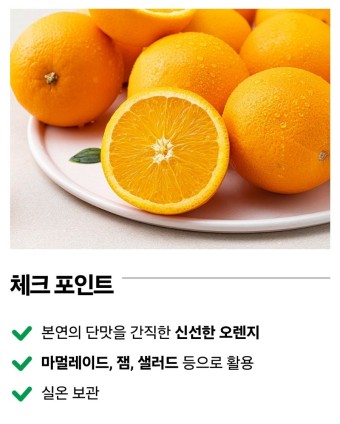 체크 포인트
본연의 단맛을 간직한 신선한 오렌지
마멀레이드, 잼, 샐러드 등으로 활용
실온 보관